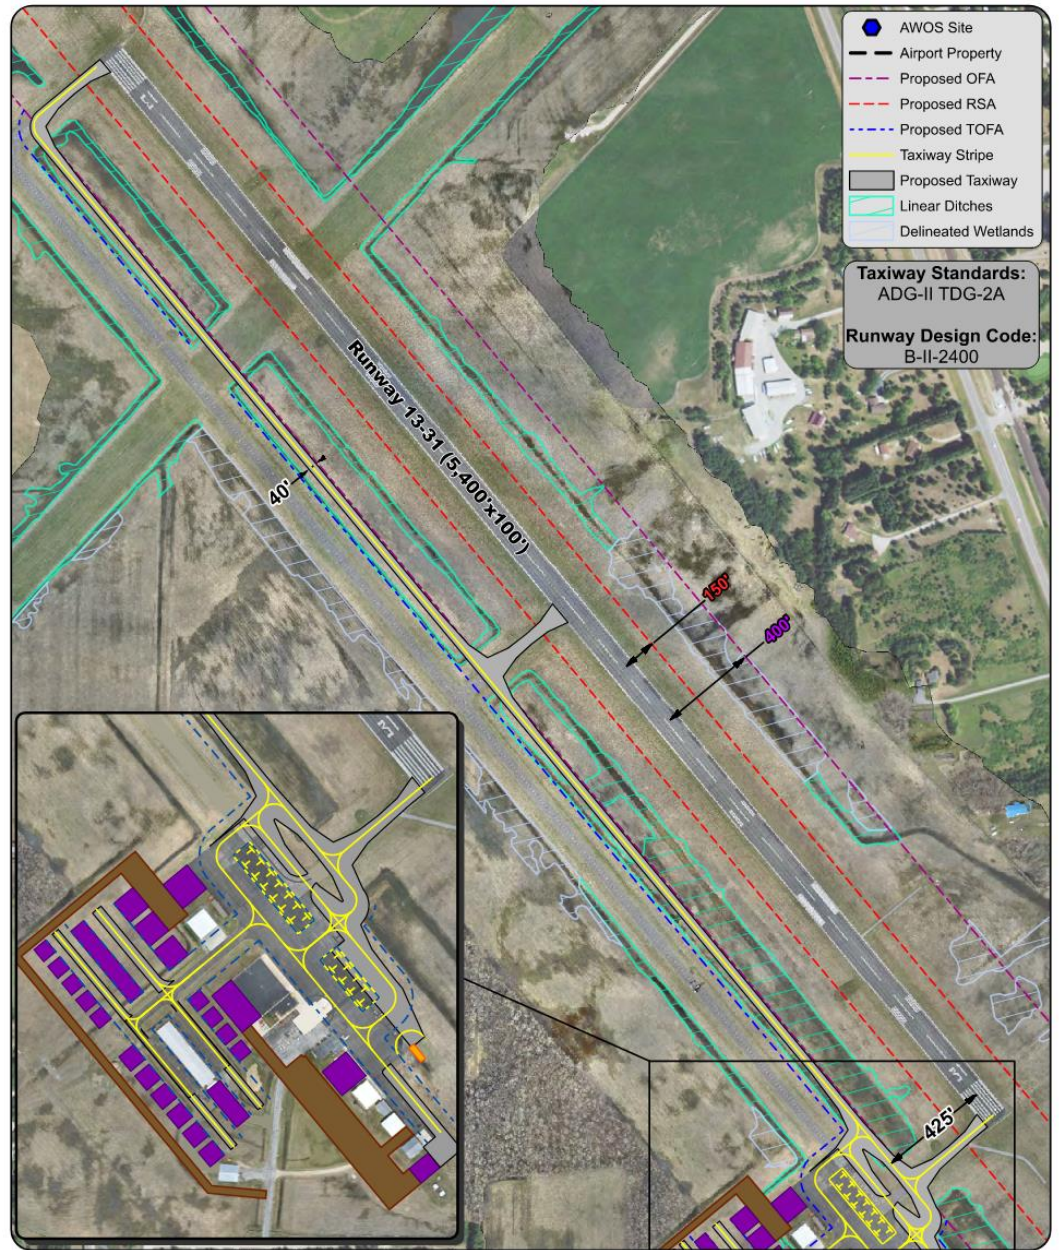 AWOS Site
Airport Property
Proposed OFA
Proposed RSA
Proposed TOFA
Taxiway Stripe
Proposed Taxiway
Linear Ditches
Delineated Wetlands
Taxiway Standards:
ADG-II TDG-2A
Runway Design Code:
B-II-2400
Runway 13-31 (5,400'x100')
40'
150'
400'
425'